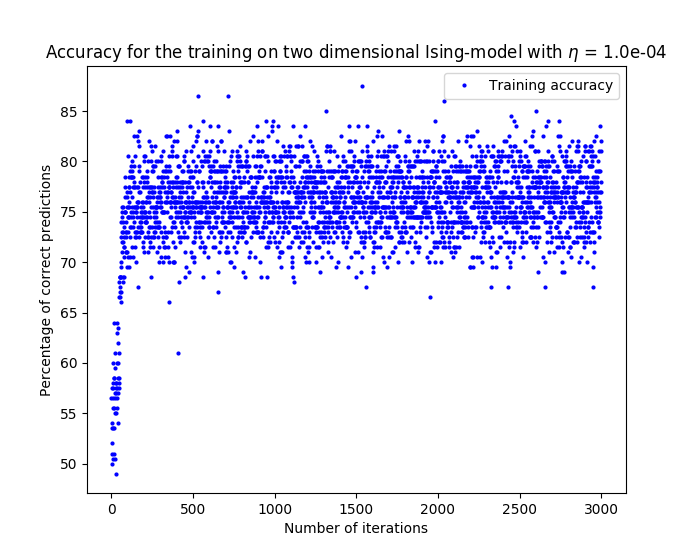 Accuracy for the training on two dimensional Ising-model with η = 1.0e-04
Training accuracy
Percentage of correct predictions
85
80
75
70
65
60
55
50
0 500 1000 1500 2000 2500 3000
Number of iterations